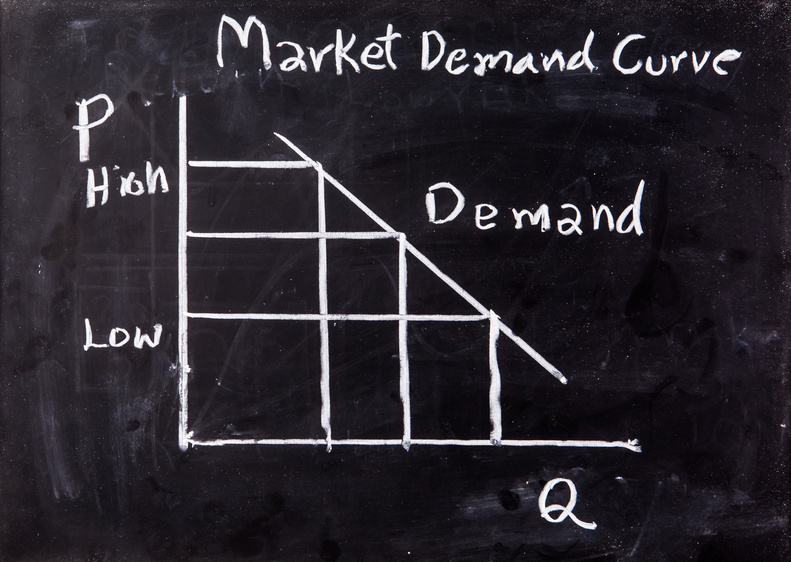 Market Demand Curve
P
High
Demand
Low
Q